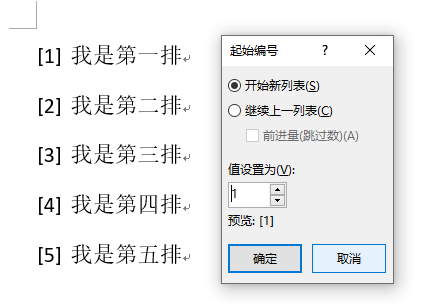 [1] 我是第一排
[2] 我是第二排
[3] 我是第三排
[4] 我是第四排
[5] 我是第五排
起始编号
开始新列表(S)
继续上一列表(C)
前进量(跳过数)(A)
值设置为(V):
1
预览: [1]
确定 取消